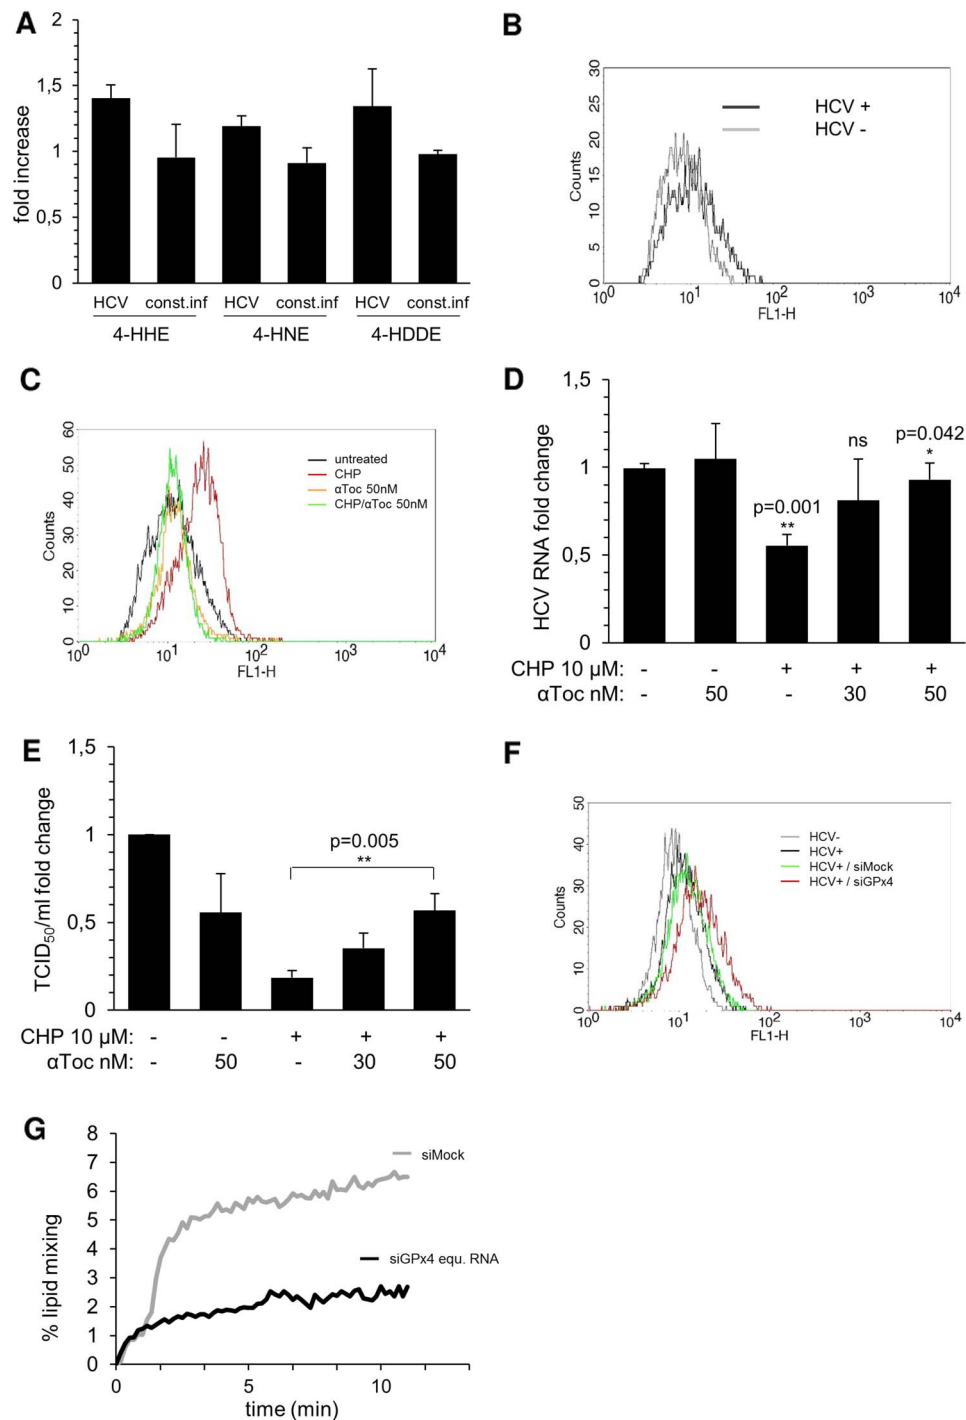 A
fold increase
2
1,5
1
0,5
0
HCV const.inf HCV const.inf HCV const.inf
4-HHE 4-HNE 4-HDDE
B
Counts
30
25
20
15
10
5
0
HCV +
HCV -
10⁰ 10¹ 10² 10³ 10⁴
FL1-H
C
Counts
60
50
40
30
20
10
0
untreated
CHP
αToc 50nM
CHP/αToc 50nM
10⁰ 10¹ 10² 10³ 10⁴
FL1-H
D
HCV RNA fold change
1,5
1
0,5
0
p=0.001
**
ns
p=0.042
*
CHP 10 µM: - - + + +
αToc nM: - 50 - 30 50
E
TCID₅₀/ml fold change
1,5
1
0,5
0
p=0.005
**
CHP 10 µM: - - + + +
αToc nM: - 50 - 30 50
F
Counts
50
40
30
20
10
0
HCV-
HCV+
HCV+ / siMock
HCV+ / siGPx4
10⁰ 10¹ 10² 10³ 10⁴
FL1-H
G
% lipid mixing
8
7
6
5
4
3
2
1
0
siMock
siGPx4 equ. RNA
0 5 10
time (min)